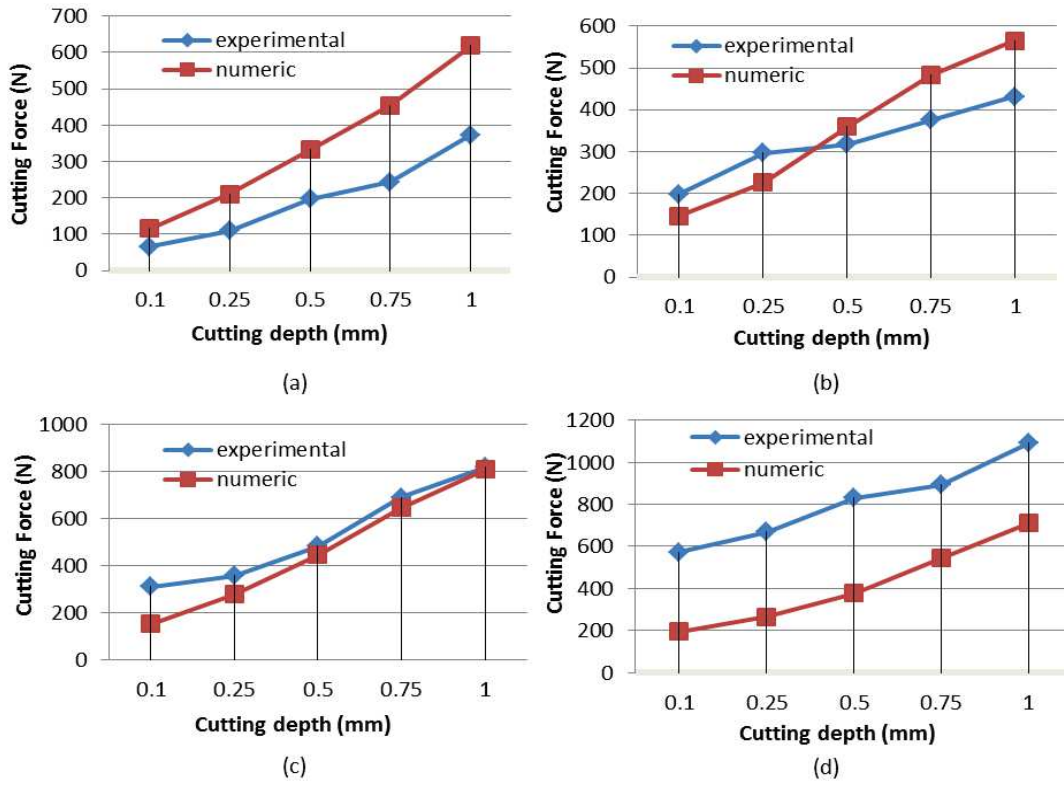 700
600
500
400
300
200
100
0
Cutting Force (N)
experimental
numeric
0.1 0.25 0.5 0.75 1
Cutting depth (mm)
(a)
600
500
400
300
200
100
0
Cutting Force (N)
experimental
numeric
0.1 0.25 0.5 0.75 1
Cutting depth (mm)
(b)
1000
800
600
400
200
0
Cutting Force (N)
experimental
numeric
0.1 0.25 0.5 0.75 1
Cutting depth (mm)
(c)
1200
1000
800
600
400
200
0
Cutting Force (N)
experimental
numeric
0.1 0.25 0.5 0.75 1
Cutting depth (mm)
(d)